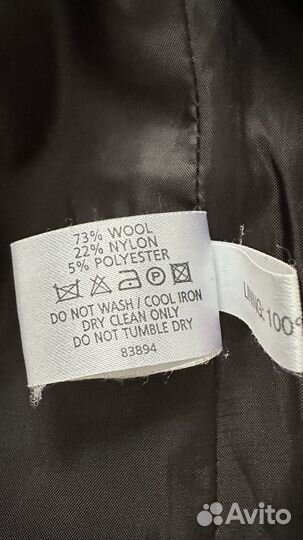 73% WOOL
22% NYLON
5% POLYESTER
P
DO NOT WASH / COOL IRON
DRY CLEAN ONLY
DO NOT TUMBLE DRY
83894
LINING: 100%
Avito